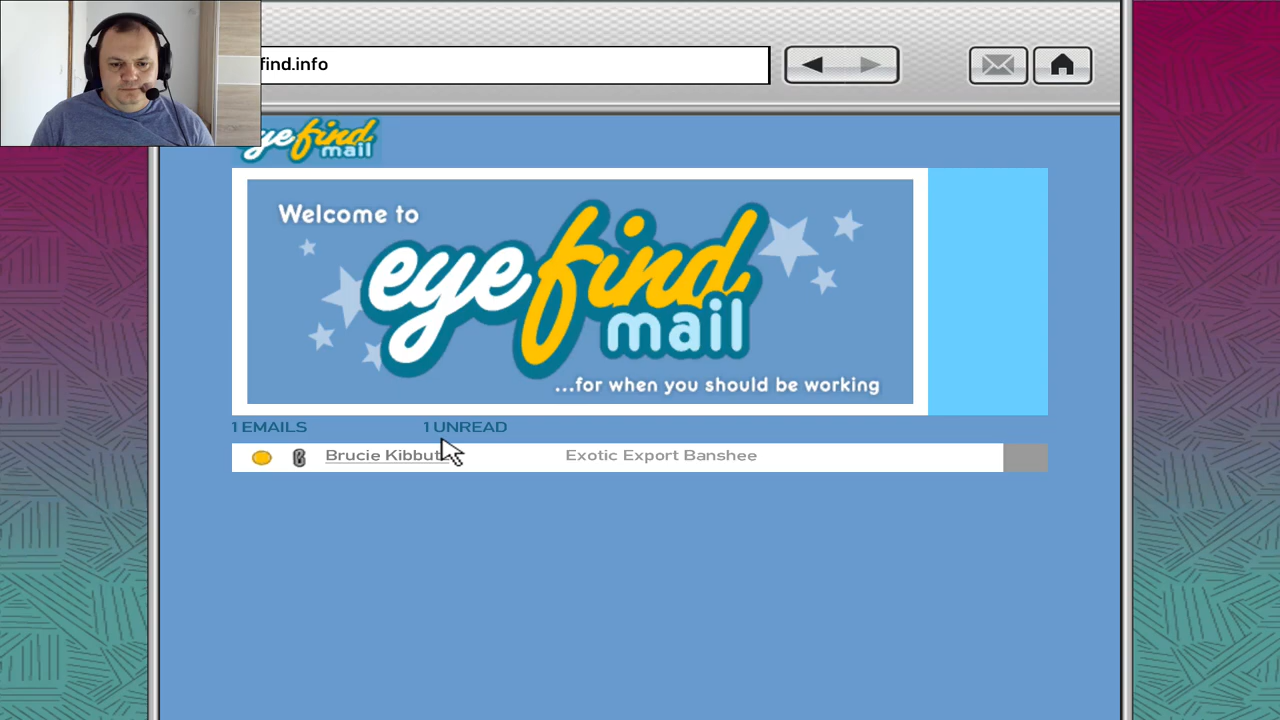 find.info
eyefind
mail
Welcome to
eyefind
mail
...for when you should be working
1 EMAILS 1 UNREAD
Brucie Kibbutz Exotic Export Banshee